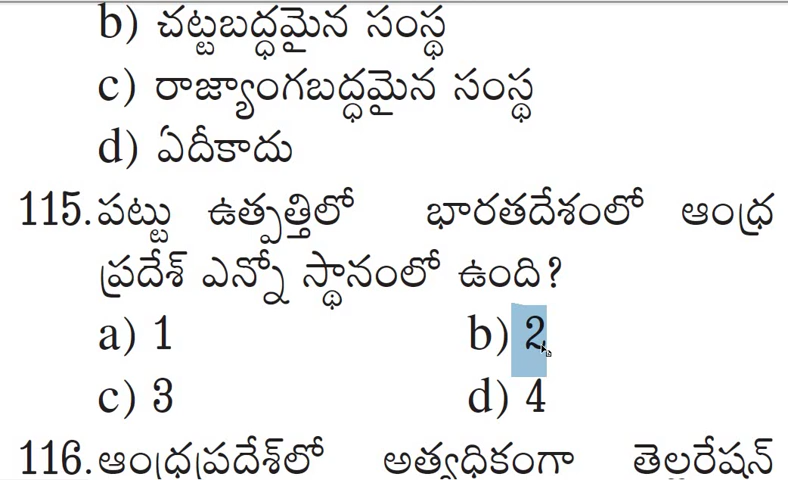 b) చట్టబద్ధమైన సంస్థ
c) రాజ్యాంగబద్ధమైన సంస్థ
d) ఏదీకాదు
115. పట్టు ఉత్పత్తిలో భారతదేశంలో ఆంధ్ర
ప్రదేశ్ ఎన్నో స్థానంలో ఉంది?
a) 1 b) 2
c) 3 d) 4
116. ఆంధ్రప్రదేశ్‌లో అత్యధికంగా తెల్లరేషన్